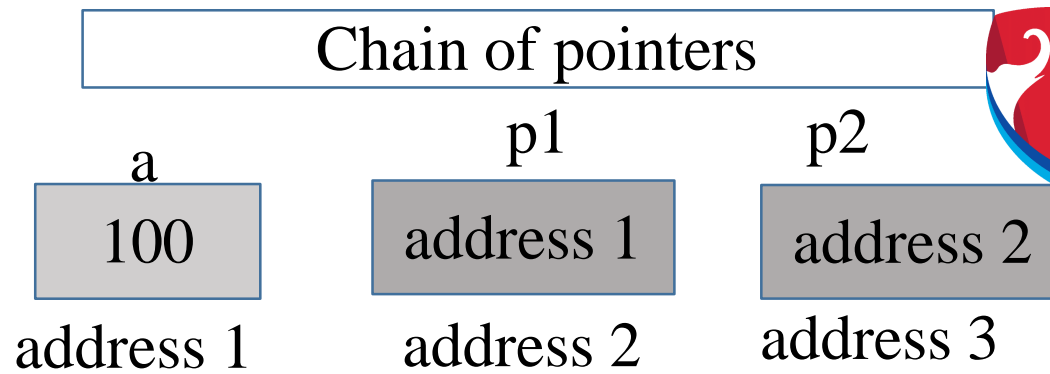 Chain of pointers
a p1 p2
100 address 1 address 2
address 1 address 2 address 3